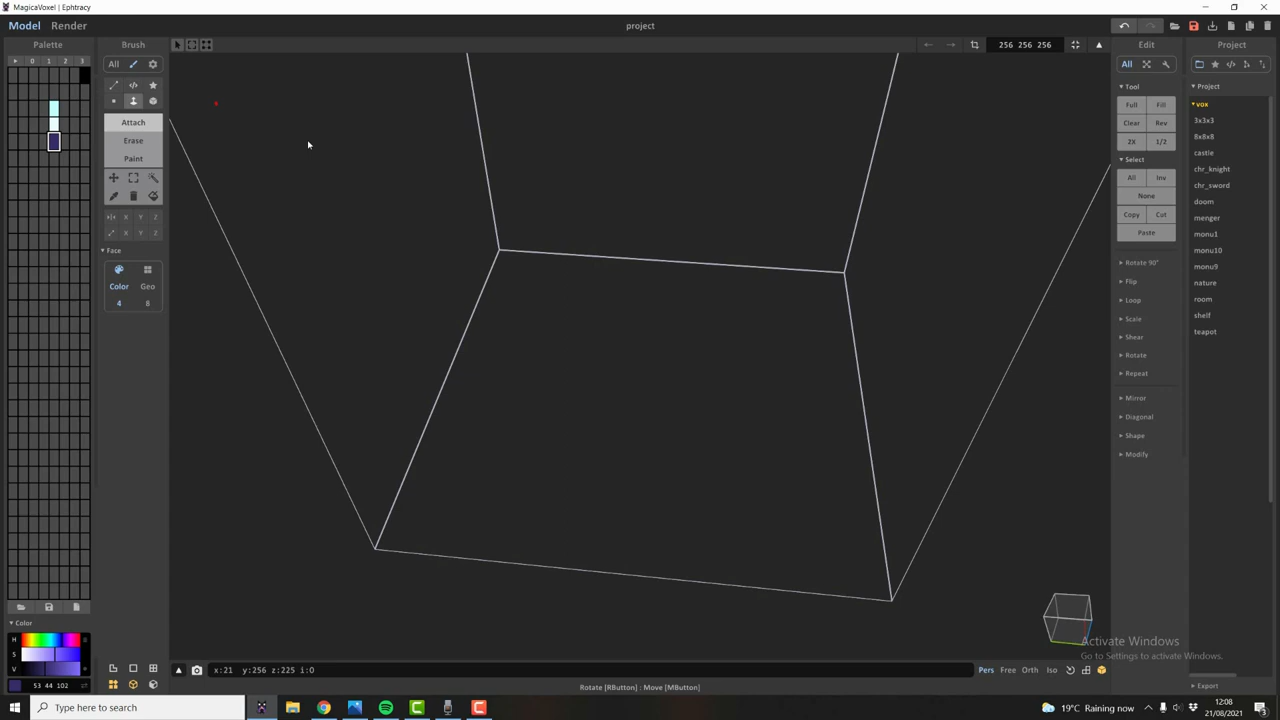 MagicaVoxel @ Ephtracy
Model Render
project
Palette
Brush
256 256 256
Edit
Project
0 1 2 3
All
All
Tool
Project
Full Fill
vox
Clear Rev
3x3x3
2X 1/2
8x8x8
Attach
Select
castle
Erase
All Inv
chr_knight
Paint
None
chr_sword
Copy Cut
doom
Paste
menger
X Y Z
monu1
X Y Z
monu10
Face
Rotate 90°
monu9
Color Geo
Flip
nature
4 8
Loop
room
Scale
shelf
Shear
teapot
Rotate
Repeat
Mirror
Diagonal
Shape
Modify
Color
H
S
V
53 44 102
Activate Windows
Go to Settings to activate Windows.
x:21 y:256 z:225 i:0
Pers Free Orth Iso
Rotate [RButton] : Move [MButton]
Export
Type here to search
19°C Raining now
12:08
21/08/2021
3